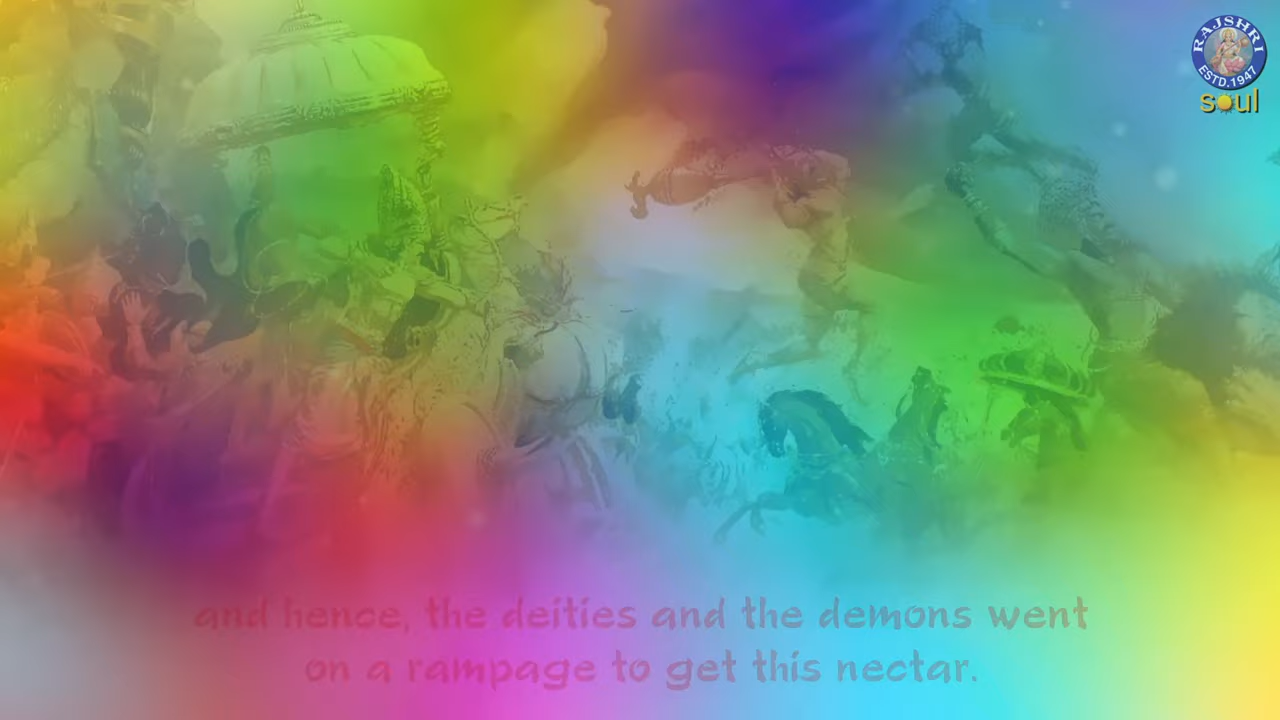 RAJSHRI
ESTD.1947
soul
and hence, the deities and the demons went
on a rampage to get this nectar.